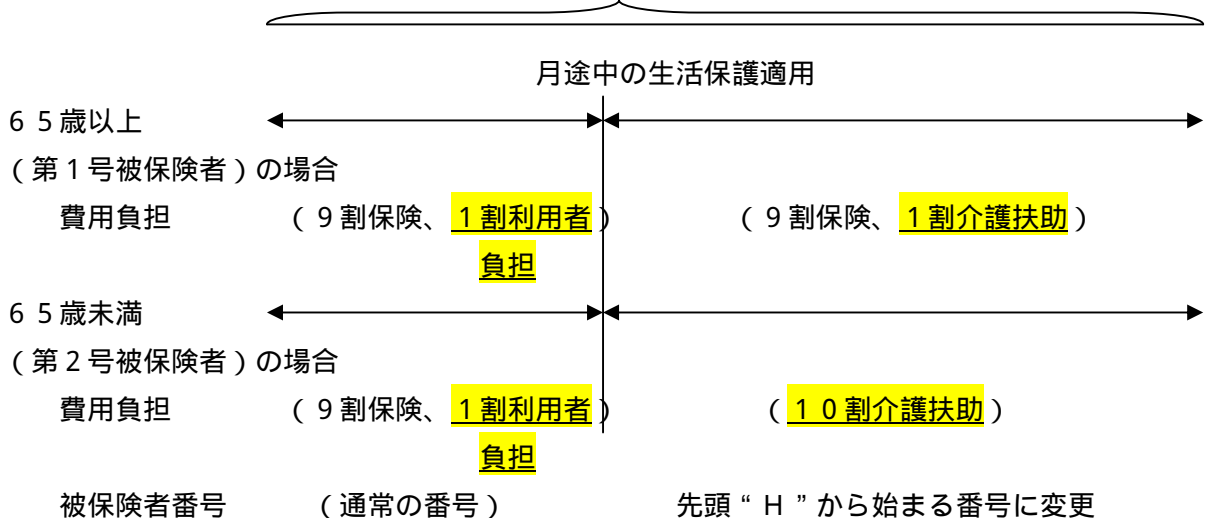 月途中の生活保護適用
65歳以上
(第1号被保険者)の場合
費用負担 (9割保険、1割利用者) (9割保険、1割介護扶助)
負担
65歳未満
(第2号被保険者)の場合
費用負担 (9割保険、1割利用者) (10割介護扶助)
負担
被保険者番号 (通常の番号) 先頭“H”から始まる番号に変更